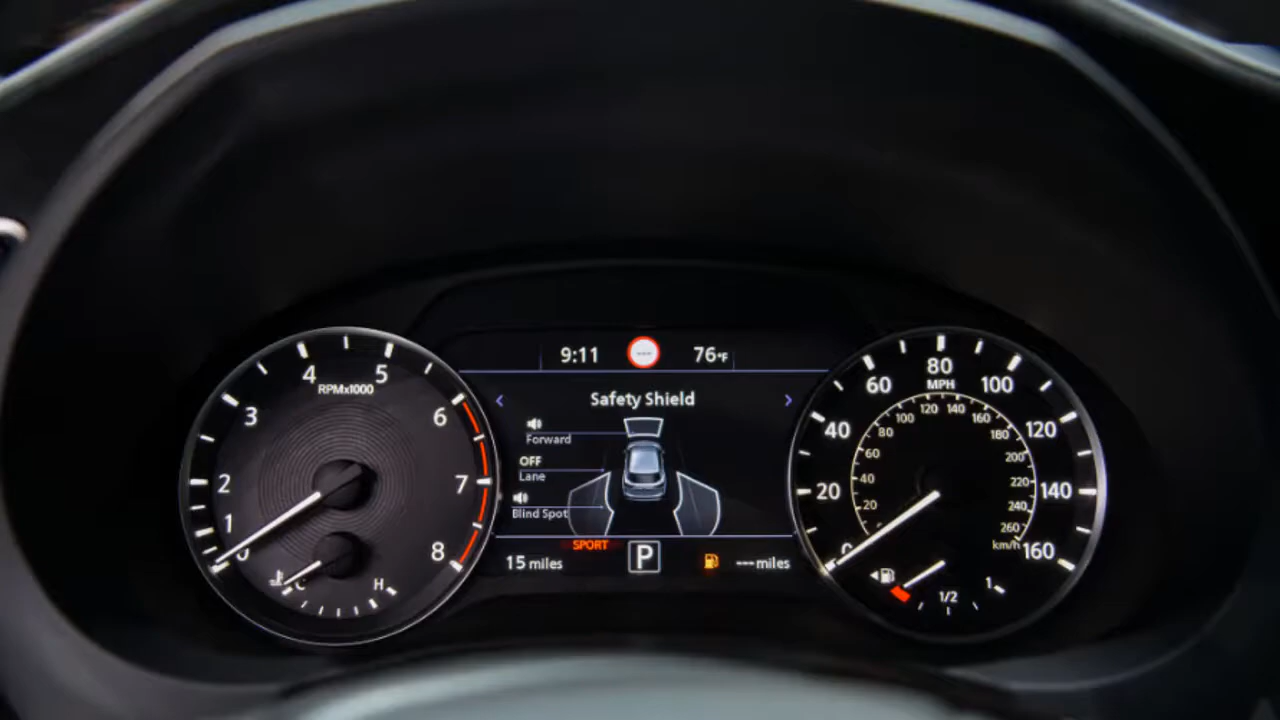 9:11
76°F
Safety Shield
Forward
OFF
Lane
Blind Spot
SPORT
15 miles
P
--- miles
RPMx1000
0
1
2
3
4
5
6
7
8
C
H
MPH
0
20
40
60
80
100
120
140
160
20
40
60
80
100
120
140
160
180
200
220
240
260
km/h
1/2
1